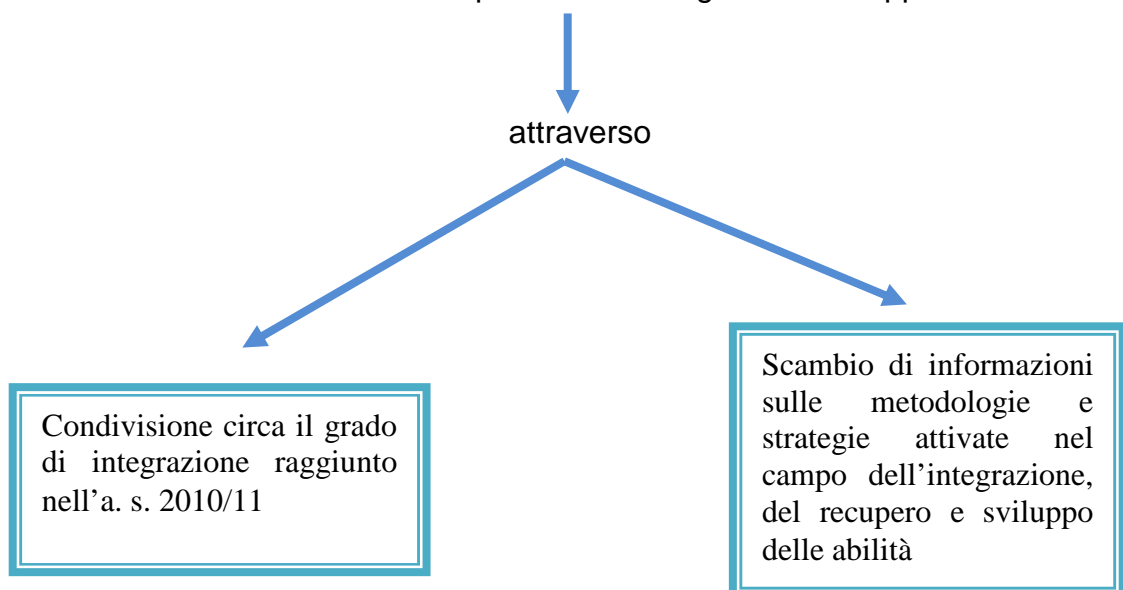 attraverso
Condivisione circa il grado
di integrazione raggiunto
nell’a. s. 2010/11
Scambio di informazioni
sulle metodologie e
strategie attivate nel
campo dell’integrazione,
del recupero e sviluppo
delle abilità